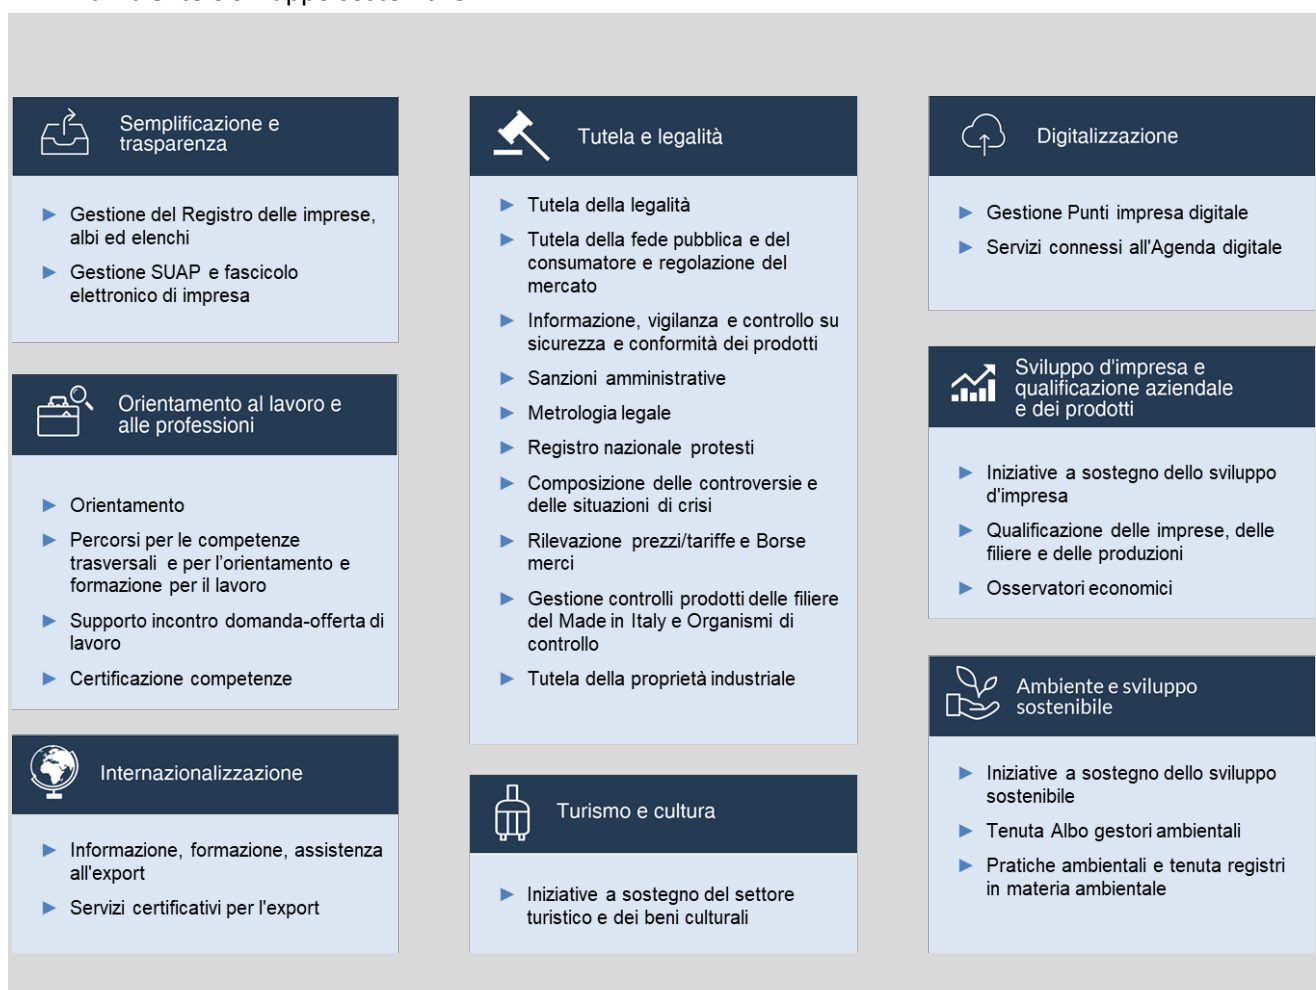 Semplificazione e
trasparenza
Gestione del Registro delle imprese,
albi ed elenchi
Gestione SUAP e fascicolo
elettronico di impresa
Orientamento al lavoro e
alle professioni
Orientamento
Percorsi per le competenze
trasversali e per l’orientamento e
formazione per il lavoro
Supporto incontro domanda-offerta di
lavoro
Certificazione competenze
Internazionalizzazione
Informazione, formazione, assistenza
all'export
Servizi certificativi per l'export
Tutela e legalità
Tutela della legalità
Tutela della fede pubblica e del
consumatore e regolazione del
mercato
Informazione, vigilanza e controllo su
sicurezza e conformità dei prodotti
Sanzioni amministrative
Metrologia legale
Registro nazionale protesti
Composizione delle controversie e
delle situazioni di crisi
Rilevazione prezzi/tariffe e Borse
merci
Gestione controlli prodotti delle filiere
del Made in Italy e Organismi di
controllo
Tutela della proprietà industriale
Turismo e cultura
Iniziative a sostegno del settore
turistico e dei beni culturali
Digitalizzazione
Gestione Punti impresa digitale
Servizi connessi all'Agenda digitale
Sviluppo d'impresa e
qualificazione aziendale
e dei prodotti
Iniziative a sostegno dello sviluppo
d'impresa
Qualificazione delle imprese, delle
filiere e delle produzioni
Osservatori economici
Ambiente e sviluppo
sostenibile
Iniziative a sostegno dello sviluppo
sostenibile
Tenuta Albo gestori ambientali
Pratiche ambientali e tenuta registri
in materia ambientale